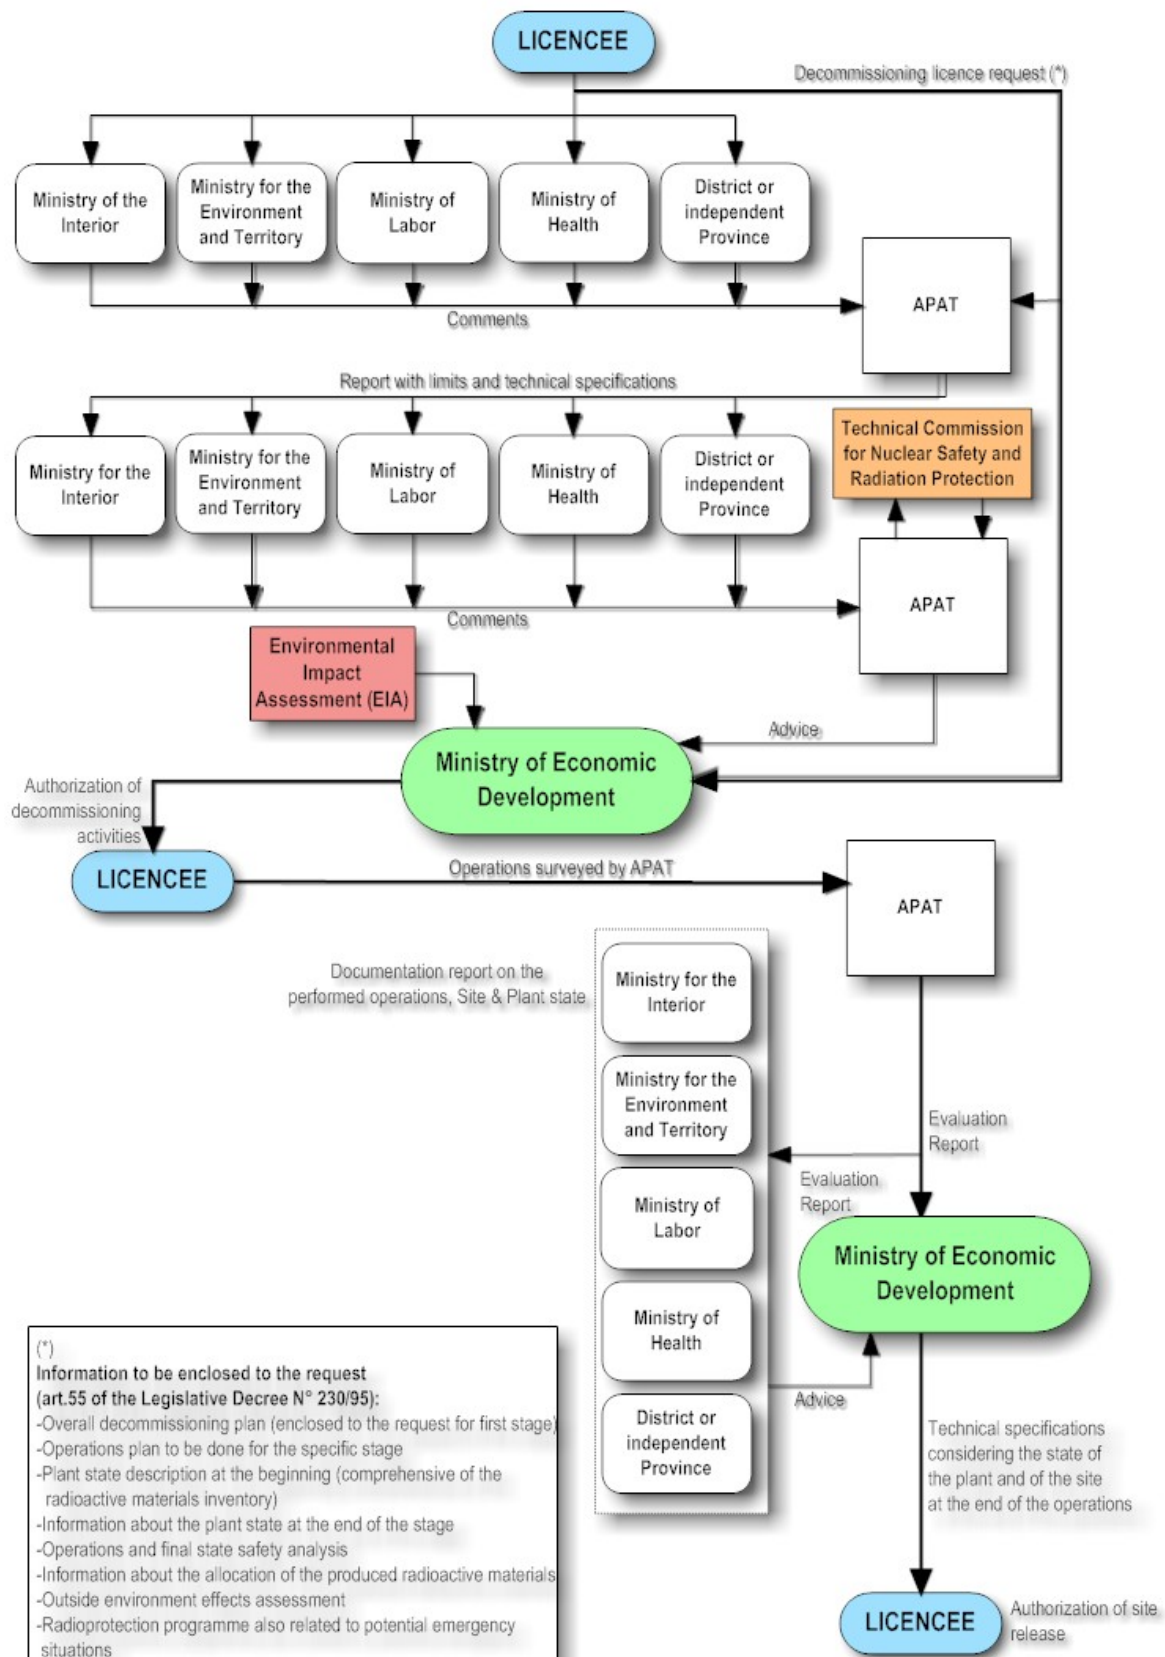 LICENCEE
Decommissioning licence request (*)
Ministry of the
Interior
Ministry for the
Environment
and Territory
Ministry of
Labor
Ministry of
Health
District or
independent
Province
APAT
Comments
Report with limits and technical specifications
Ministry for the
Interior
Ministry for the
Environment
and Territory
Ministry of
Labor
Ministry of
Health
District or
independent
Province
Technical Commission
for Nuclear Safety and
Radiation Protection
APAT
Comments
Environmental
Impact
Assessment (EIA)
Advice
Ministry of Economic
Development
Authorization of
decommissioning
activities
LICENCEE
Operations surveyed by APAT
APAT
Documentation report on the
performed operations, Site & Plant state
Ministry for the
Interior
Ministry for the
Environment
and Territory
Ministry of
Labor
Ministry of
Health
District or
independent
Province
Evaluation
Report
Evaluation
Report
Ministry of Economic
Development
Advice
Technical specifications
considering the state of
the plant and of the site
at the end of the operations
LICENCEE
Authorization of site
release
(*)
Information to be enclosed to the request
(art.55 of the Legislative Decree N° 230/95):
-Overall decommissioning plan (enclosed to the request for first stage)
-Operations plan to be done for the specific stage
-Plant state description at the beginning (comprehensive of the
radioactive materials inventory)
-Information about the plant state at the end of the stage
-Operations and final state safety analysis
-Information about the allocation of the produced radioactive materials
-Outside environment effects assessment
-Radioprotection programme also related to potential emergency
situations